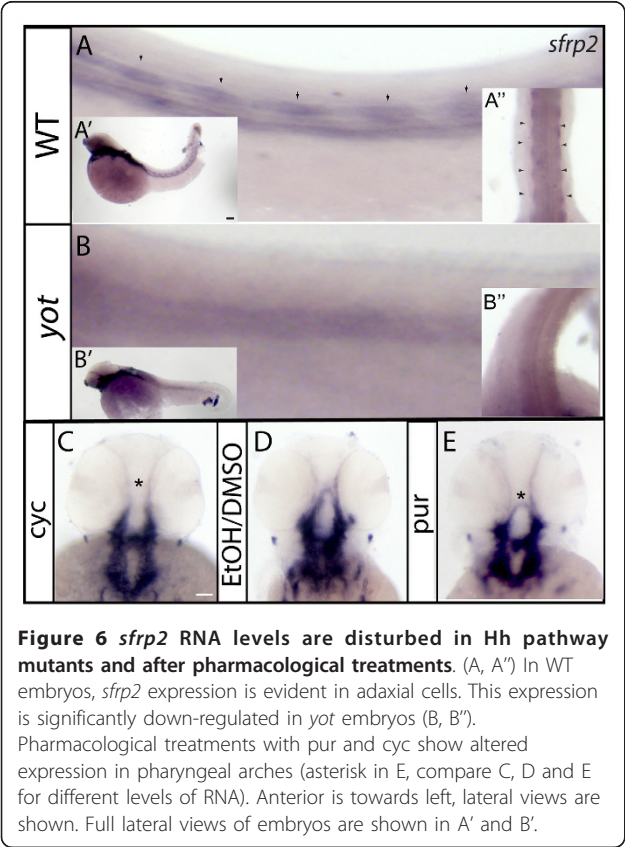 A
sfrp2
WT
A'
A"
B
yot
B'
B"
C
D
E
cyc
*
EtOH/DMSO
pur
*
Figure 6 sfrp2 RNA levels are disturbed in Hh pathway
mutants and after pharmacological treatments. (A, A") In WT
embryos, sfrp2 expression is evident in adaxial cells. This expression
is significantly down-regulated in yot embryos (B, B").
Pharmacological treatments with pur and cyc show altered
expression in pharyngeal arches (asterisk in E, compare C, D and E
for different levels of RNA). Anterior is towards left, lateral views are
shown. Full lateral views of embryos are shown in A' and B'.